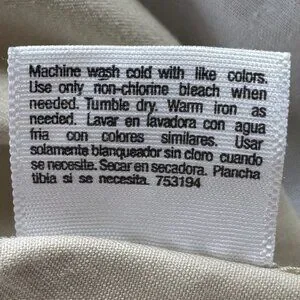 Machine wash cold with like colors.
Use only non-chlorine bleach when
needed. Tumble dry. Warm iron as
needed. Lavar en lavadora con agua
fria con colores similares. Usar
solamente blanqueador sin cloro cuando
se necesite. Secar en secadora. Plancha
tibia si se necesita. 753194